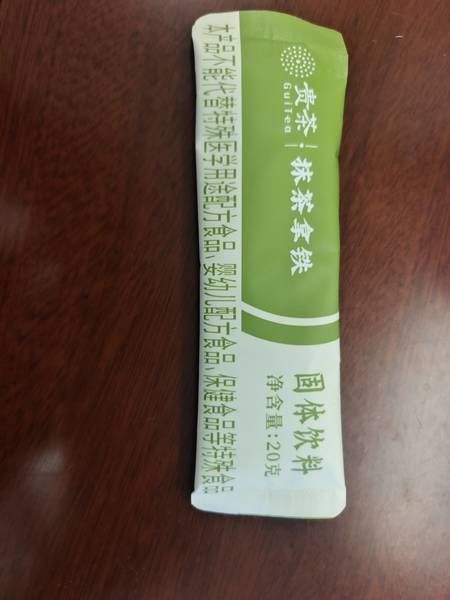 贵茶·抹茶拿铁
GuiTea
固体饮料
净含量:20克
本产品不能代替特殊医学用途配方食品、婴幼儿配方食品、保健食品等特殊食品